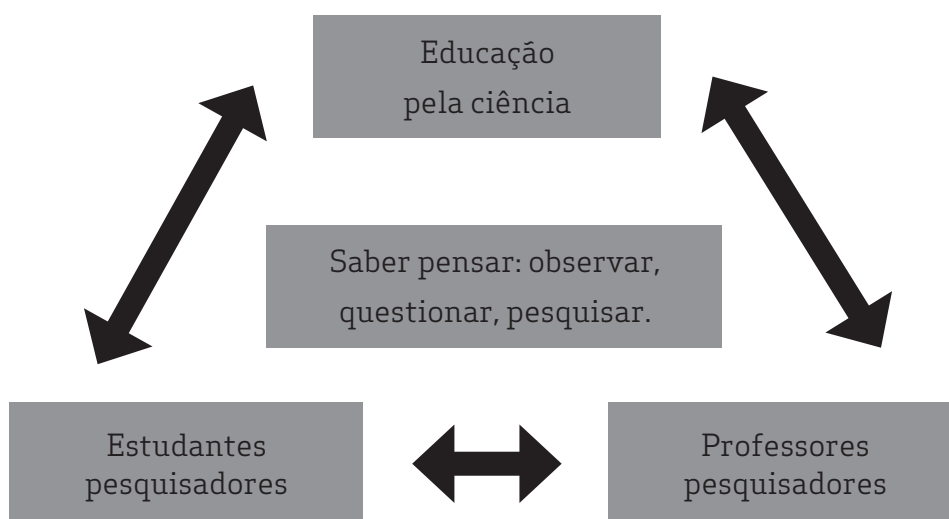 Educação
pela ciência
Saber pensar: observar,
questionar, pesquisar.
Estudantes
pesquisadores
Professores
pesquisadores